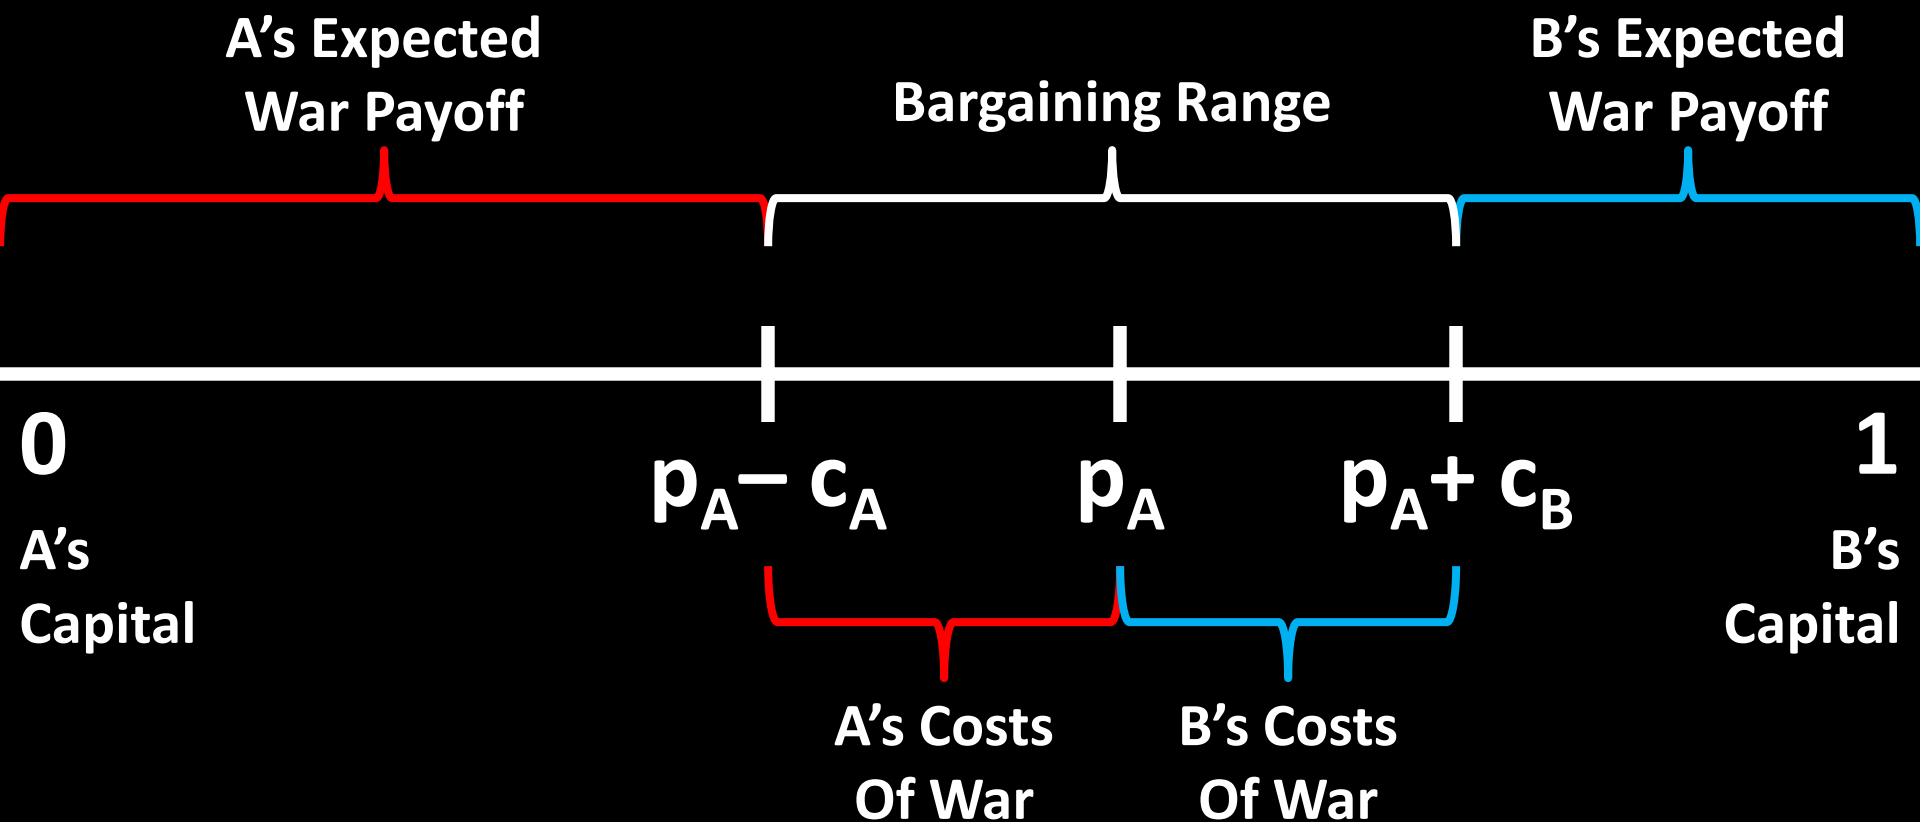 A’s Expected
War Payoff
Bargaining Range
B’s Expected
War Payoff
0
A’s
Capital
pA– cA
pA
pA+ cB
1
B’s
Capital
A’s Costs
Of War
B’s Costs
Of War